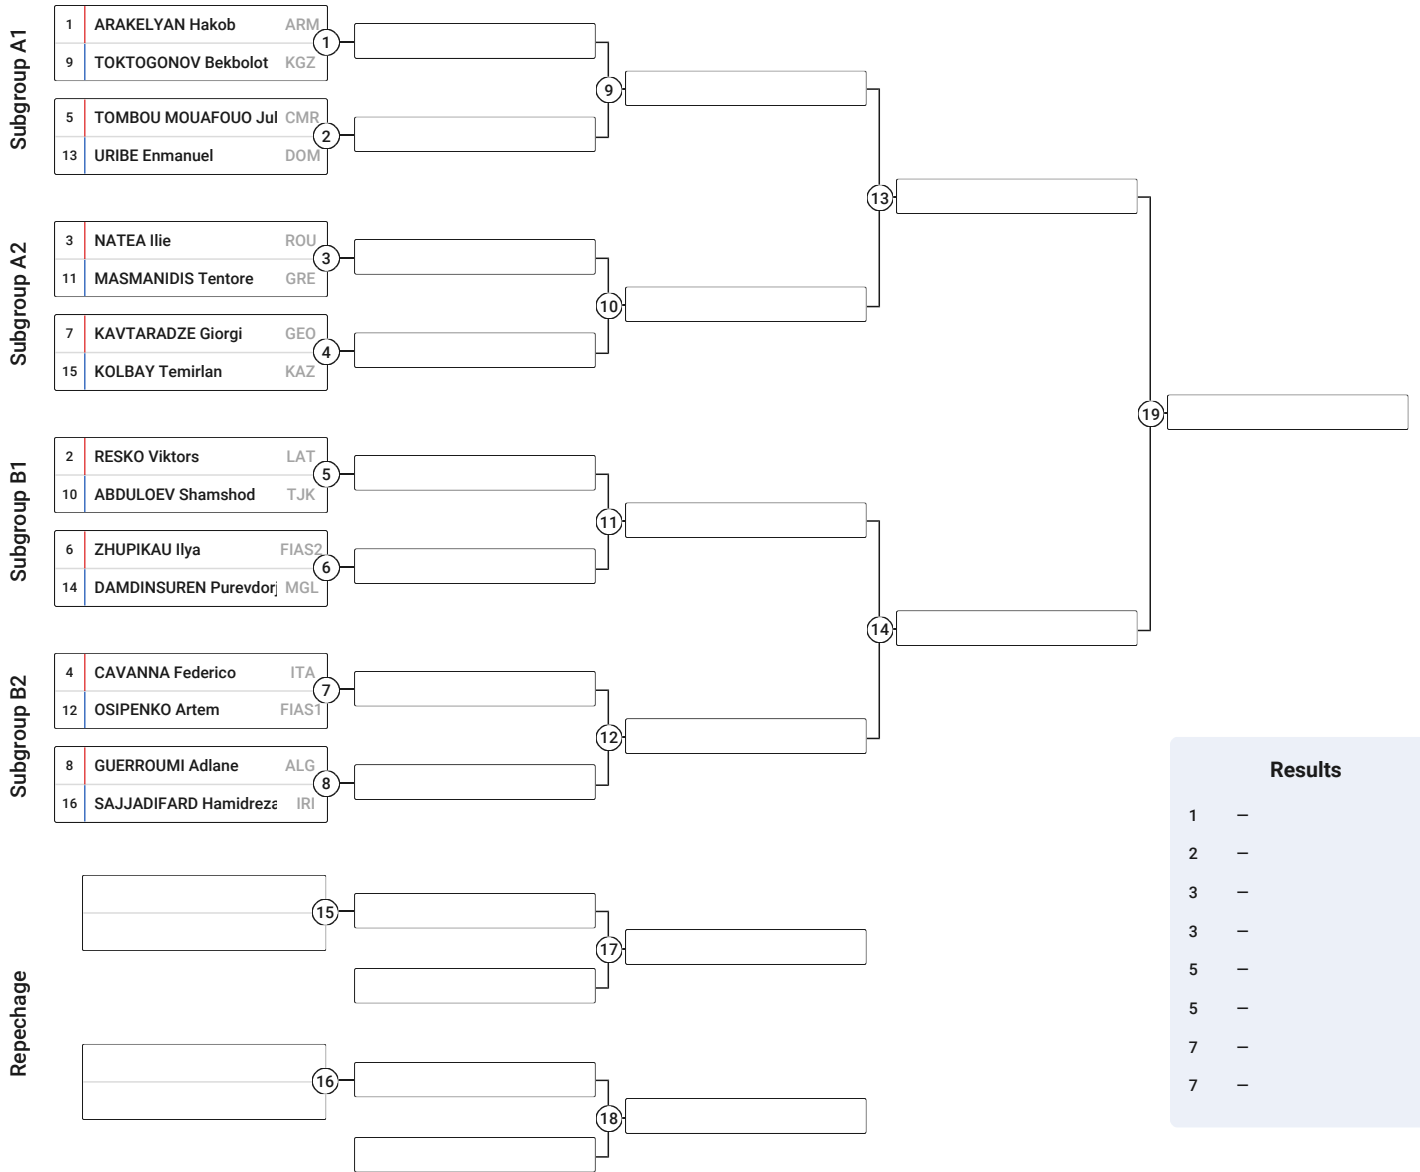 Subgroup A1
1 ARAKELYAN Hakob ARM
9 TOKTOGONOV Bekbolot KGZ
1
5 TOMBOU MOUAFOUO Jul CMR
13 URIBE Enmanuel DOM
2
9
Subgroup A2
3 NATEA Ilie ROU
11 MASMANIDIS Tentore GRE
3
7 KAVTARADZE Giorgi GEO
15 KOLBAY Temirlan KAZ
4
10
13
Subgroup B1
2 RESKO Viktors LAT
10 ABDULOEV Shamshod TJK
5
6 ZHUPIKAU Ilya FIAS2
14 DAMDINSUREN Purevdorj MGL
6
11
Subgroup B2
4 CAVANNA Federico ITA
12 OSIPENKO Artem FIAS1
7
8 GUERROUMI Adlane ALG
16 SAJJADIFARD Hamidreza IRI
8
12
14
19
Repechage
15
17
16
18
Results
1 –
2 –
3 –
3 –
5 –
5 –
7 –
7 –